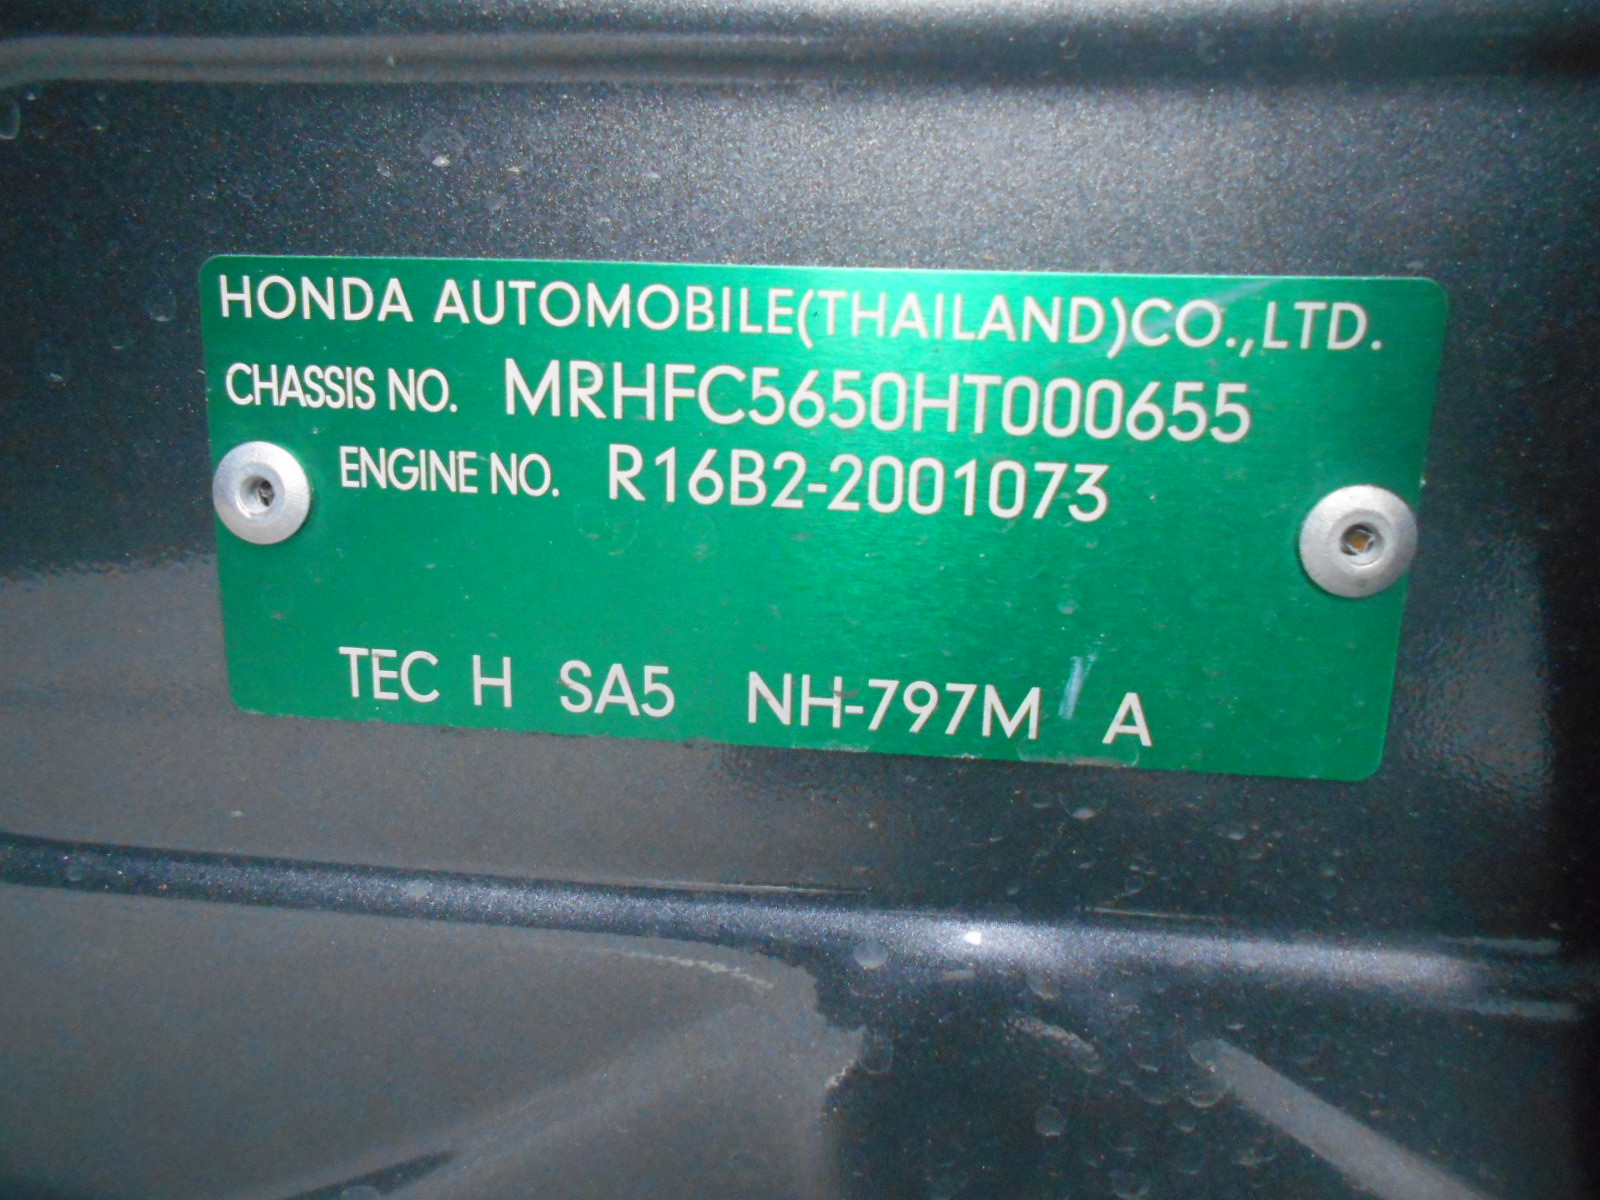 HONDA AUTOMOBILE(THAILAND)CO.,LTD.
CHASSIS NO. MRHFC5650HT000655
ENGINE NO. R16B2-2001073
TEC H SA5 NH-797M A